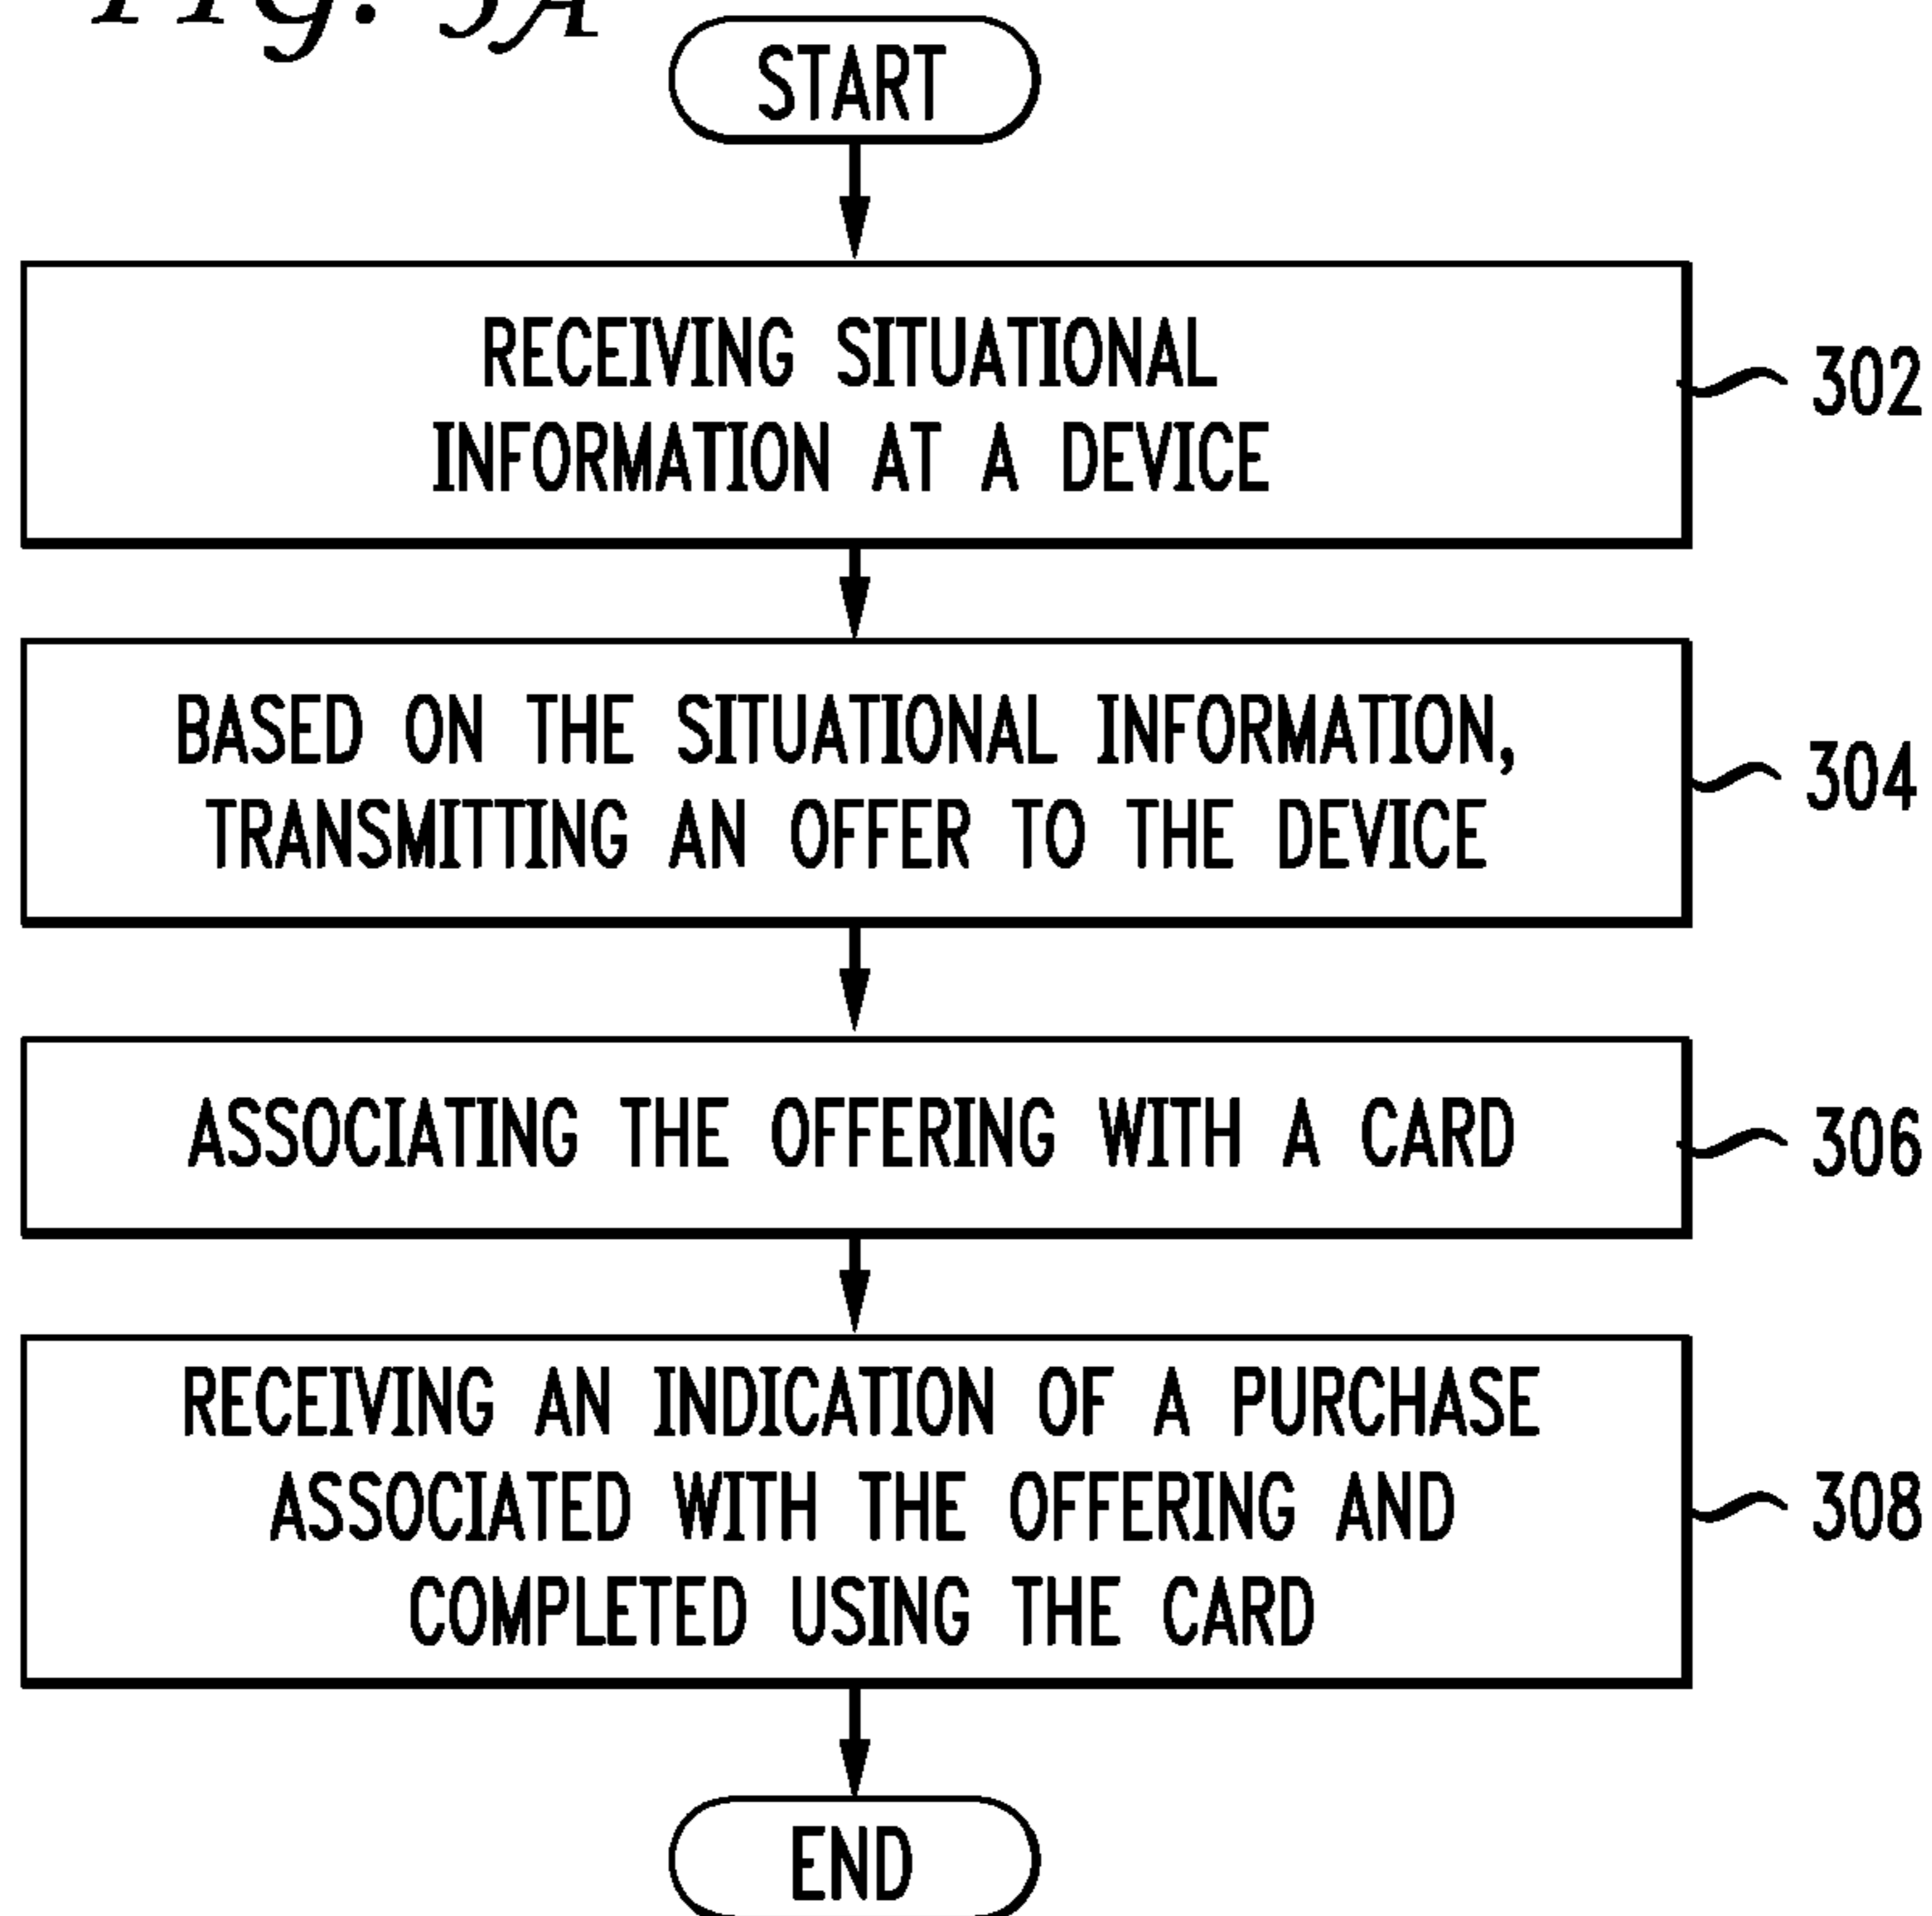 FIG. 3A
START
RECEIVING SITUATIONAL
INFORMATION AT A DEVICE
302
BASED ON THE SITUATIONAL INFORMATION,
TRANSMITTING AN OFFER TO THE DEVICE
304
ASSOCIATING THE OFFERING WITH A CARD
306
RECEIVING AN INDICATION OF A PURCHASE
ASSOCIATED WITH THE OFFERING AND
COMPLETED USING THE CARD
308
END